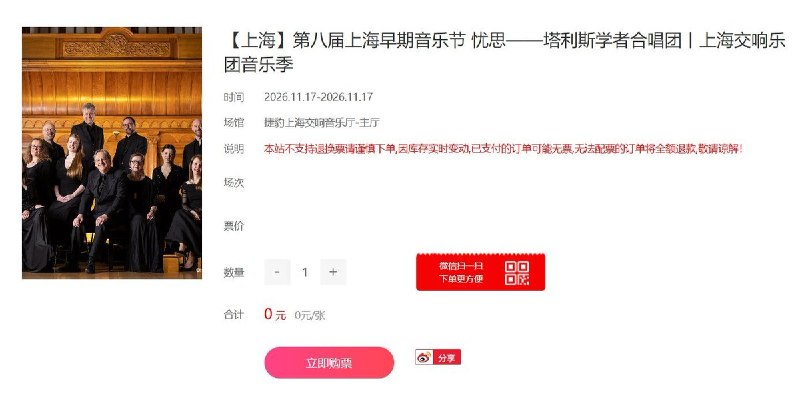 【上海】第八届上海早期音乐节 忧思——塔利斯学者合唱团丨上海交响乐
团音乐季
时间 2026.11.17-2026.11.17
场馆 捷豹上海交响音乐厅-主厅
说明 本站不支持退换票请谨慎下单,因库存实时变动,已支付的订单可能无票,无法配票的订单将全额退款,敬请谅解!
场次
票价
数量 - 1 +
微信扫一扫
下单更方便
合计 0 元 0元/张
立即购票
分享